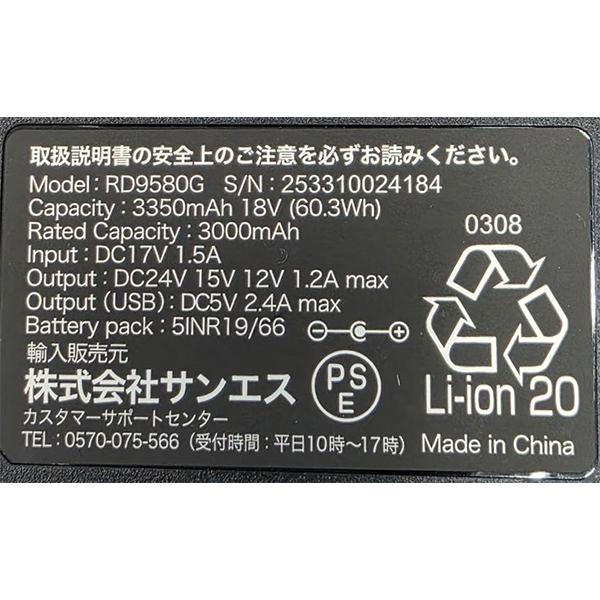 取扱説明書の安全上のご注意を必ずお読みください。
Model : RD9580G S/N : 253310024184
Capacity : 3350mAh 18V (60.3Wh)
Rated Capacity : 3000mAh
Input : DC17V 1.5A
Output : DC24V 15V 12V 1.2A max
Output (USB) : DC5V 2.4A max
Battery pack : 5INR19/66
輸入販売元
株式会社サンエス
カスタマーサポートセンター
TEL : 0570-075-566（受付時間 : 平日10時〜17時）
PS
E
0308
Li-ion 20
Made in China